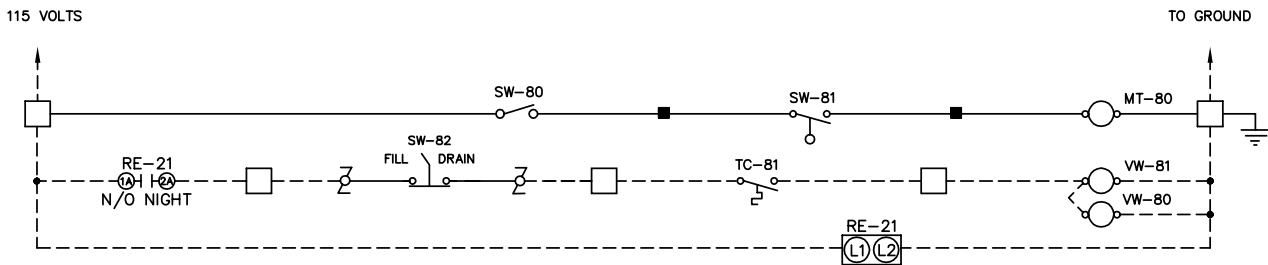 115 VOLTS
TO GROUND
SW-80
SW-81
MT-80
RE-21
1A 2A
N/O NIGHT
SW-82
FILL DRAIN
TC-81
VW-81
VW-80
RE-21
L1 L2